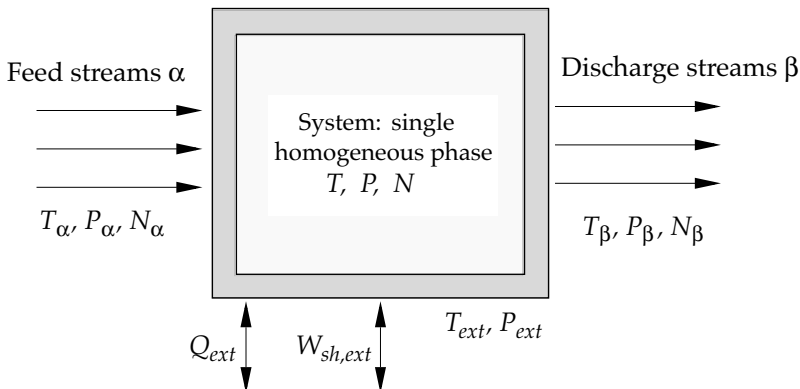 Feed streams α
Discharge streams β
System: single
homogeneous phase
T, P, N
Tα, Pα, Nα
Tβ, Pβ, Nβ
Text, Pext
Qext
Wsh,ext